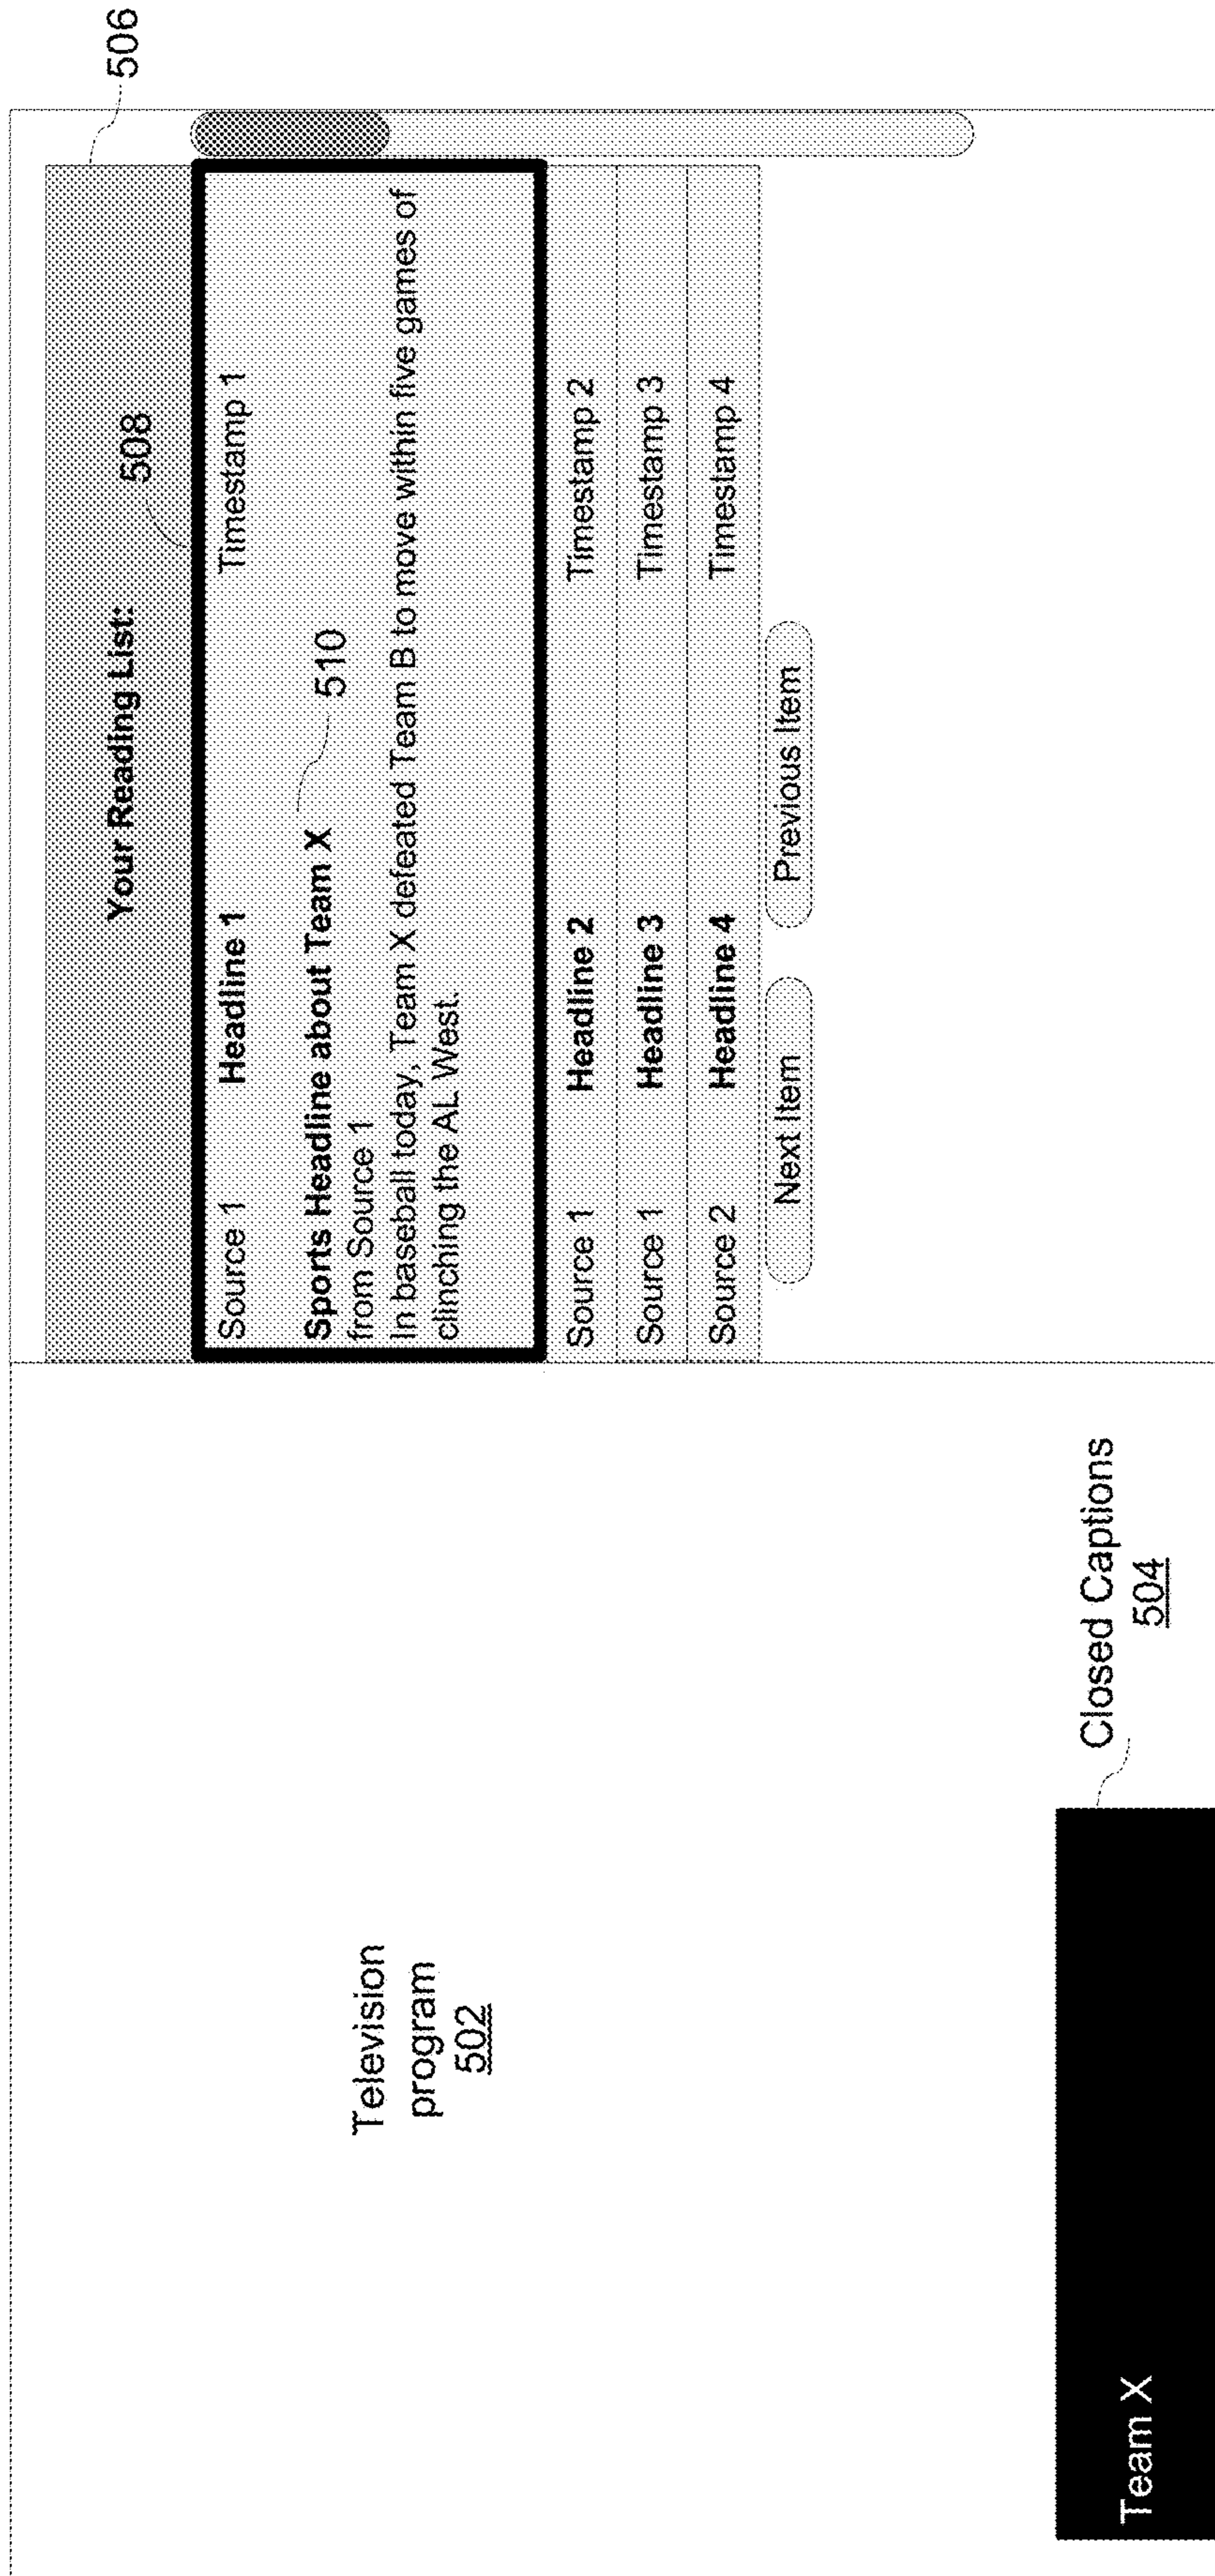 506
Your Reading List:
508
Source 1 Headline 1 Timestamp 1
Sports Headline about Team X
510
from Source 1
In baseball today, Team X defeated Team B to move within five games of
clinching the AL West.
Source 1 Headline 2 Timestamp 2
Source 1 Headline 3 Timestamp 3
Source 2 Headline 4 Timestamp 4
Next Item Previous Item
Television
program
502
Closed Captions
504
Team X